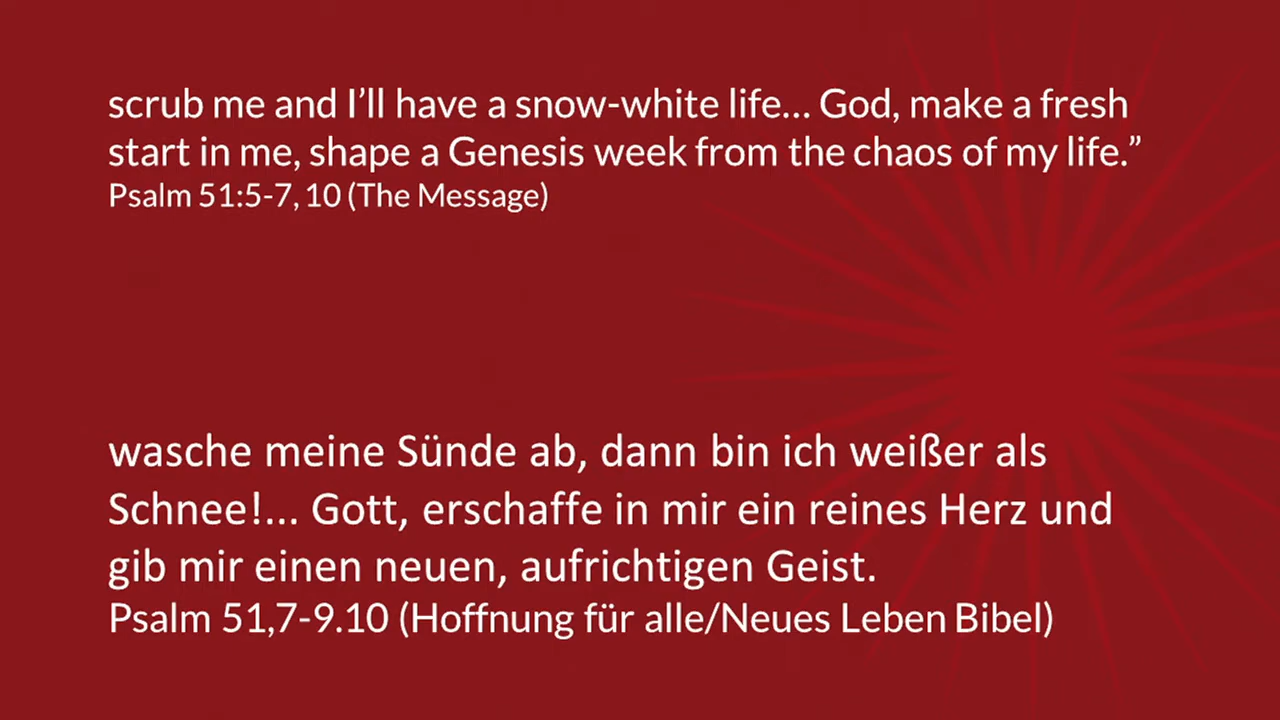 scrub me and I’ll have a snow-white life... God, make a fresh
start in me, shape a Genesis week from the chaos of my life.”
Psalm 51:5-7, 10 (The Message)
wasche meine Sünde ab, dann bin ich weißer als
Schnee!... Gott, erschaffe in mir ein reines Herz und
gib mir einen neuen, aufrichtigen Geist.
Psalm 51,7-9.10 (Hoffnung für alle/Neues Leben Bibel)